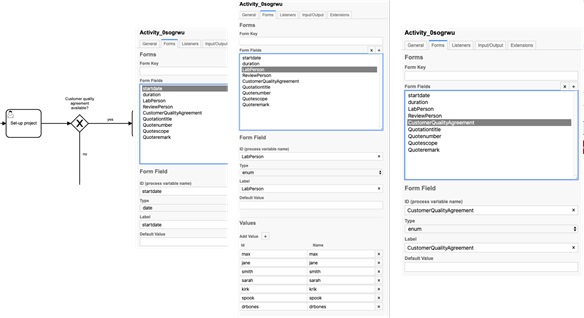 Set-up project
Customer quality
agreement
available?
yes
no
Activity_0sogrwu
General Forms Listeners Input/Output
Forms
Form Key
Form Fields
startdate
duration
LabPerson
ReviewPerson
CustomerQualityAgreement
Quotationtitle
Quotenumber
Quotescope
Quoteremark
Form Field
ID (process variable name)
startdate
Type
date
Label
startdate
Default Value
Activity_0sogrwu
General Forms Listeners Input/Output Extensions
Forms
Form Key
Form Fields x +
startdate
duration
LabPerson
ReviewPerson
CustomerQualityAgreement
Quotationtitle
Quotenumber
Quotescope
Quoteremark
Form Field
ID (process variable name)
LabPerson x
Type
enum
Label
LabPerson x
Default Value
Values
Add Value +
Id Name
max max x
jane jane x
smith smith x
sarah sarah x
kirk krik x
spook spook x
drbones drbones x
Activity_0sogrwu
General Forms Listeners Input/Output Extensions
Forms
Form Key
Form Fields x +
startdate
duration
LabPerson
ReviewPerson
CustomerQualityAgreement
Quotationtitle
Quotenumber
Quotescope
Quoteremark
Form Field
ID (process variable name)
CustomerQualityAgreement x
Type
enum
Label
CustomerQualityAgreement x
Default Value